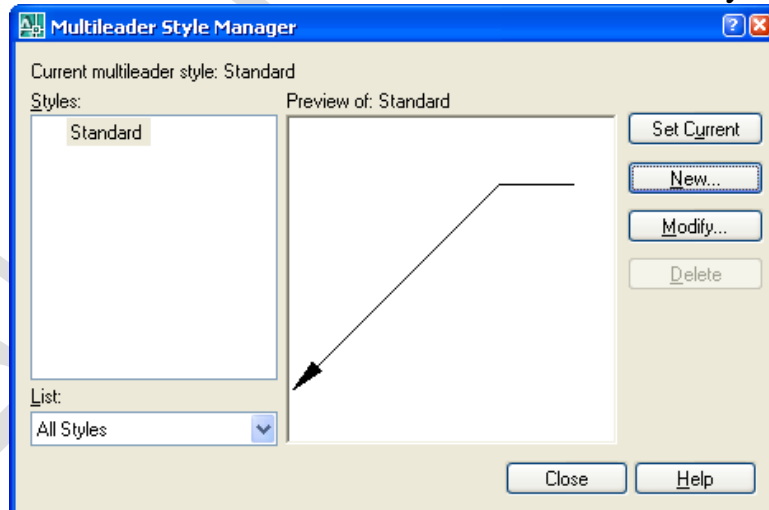 Multileader Style Manager
Current multileader style: Standard
Styles:
Preview of: Standard
Standard
Set Current
New...
Modify...
Delete
List:
All Styles
Close
Help